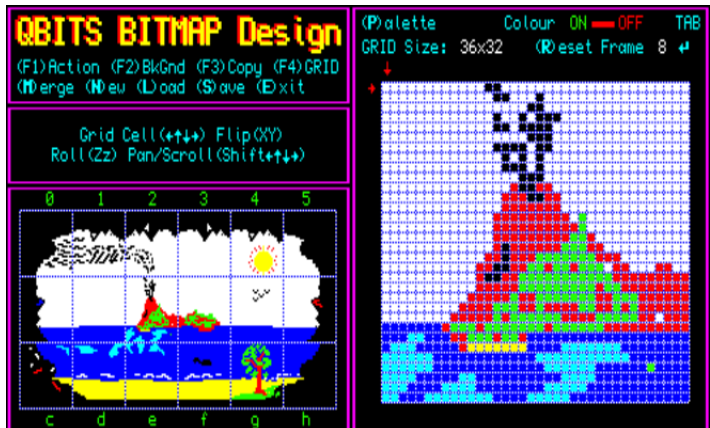 QBITS BITMAP Design
(F1)Action (F2)BkGnd (F3)Copy (F4)GRID
(M)erge (N)ew (L)oad (S)ave (E)xit
Grid Cell(←↑↓→) Flip(XY)
Roll(Zz) Pan/Scroll(Shift←↑↓→)
0 1 2 3 4 5
c d e f g h
(P)alette Colour ON OFF TAB
GRID Size: 36x32 (R)eset Frame 8 ↵